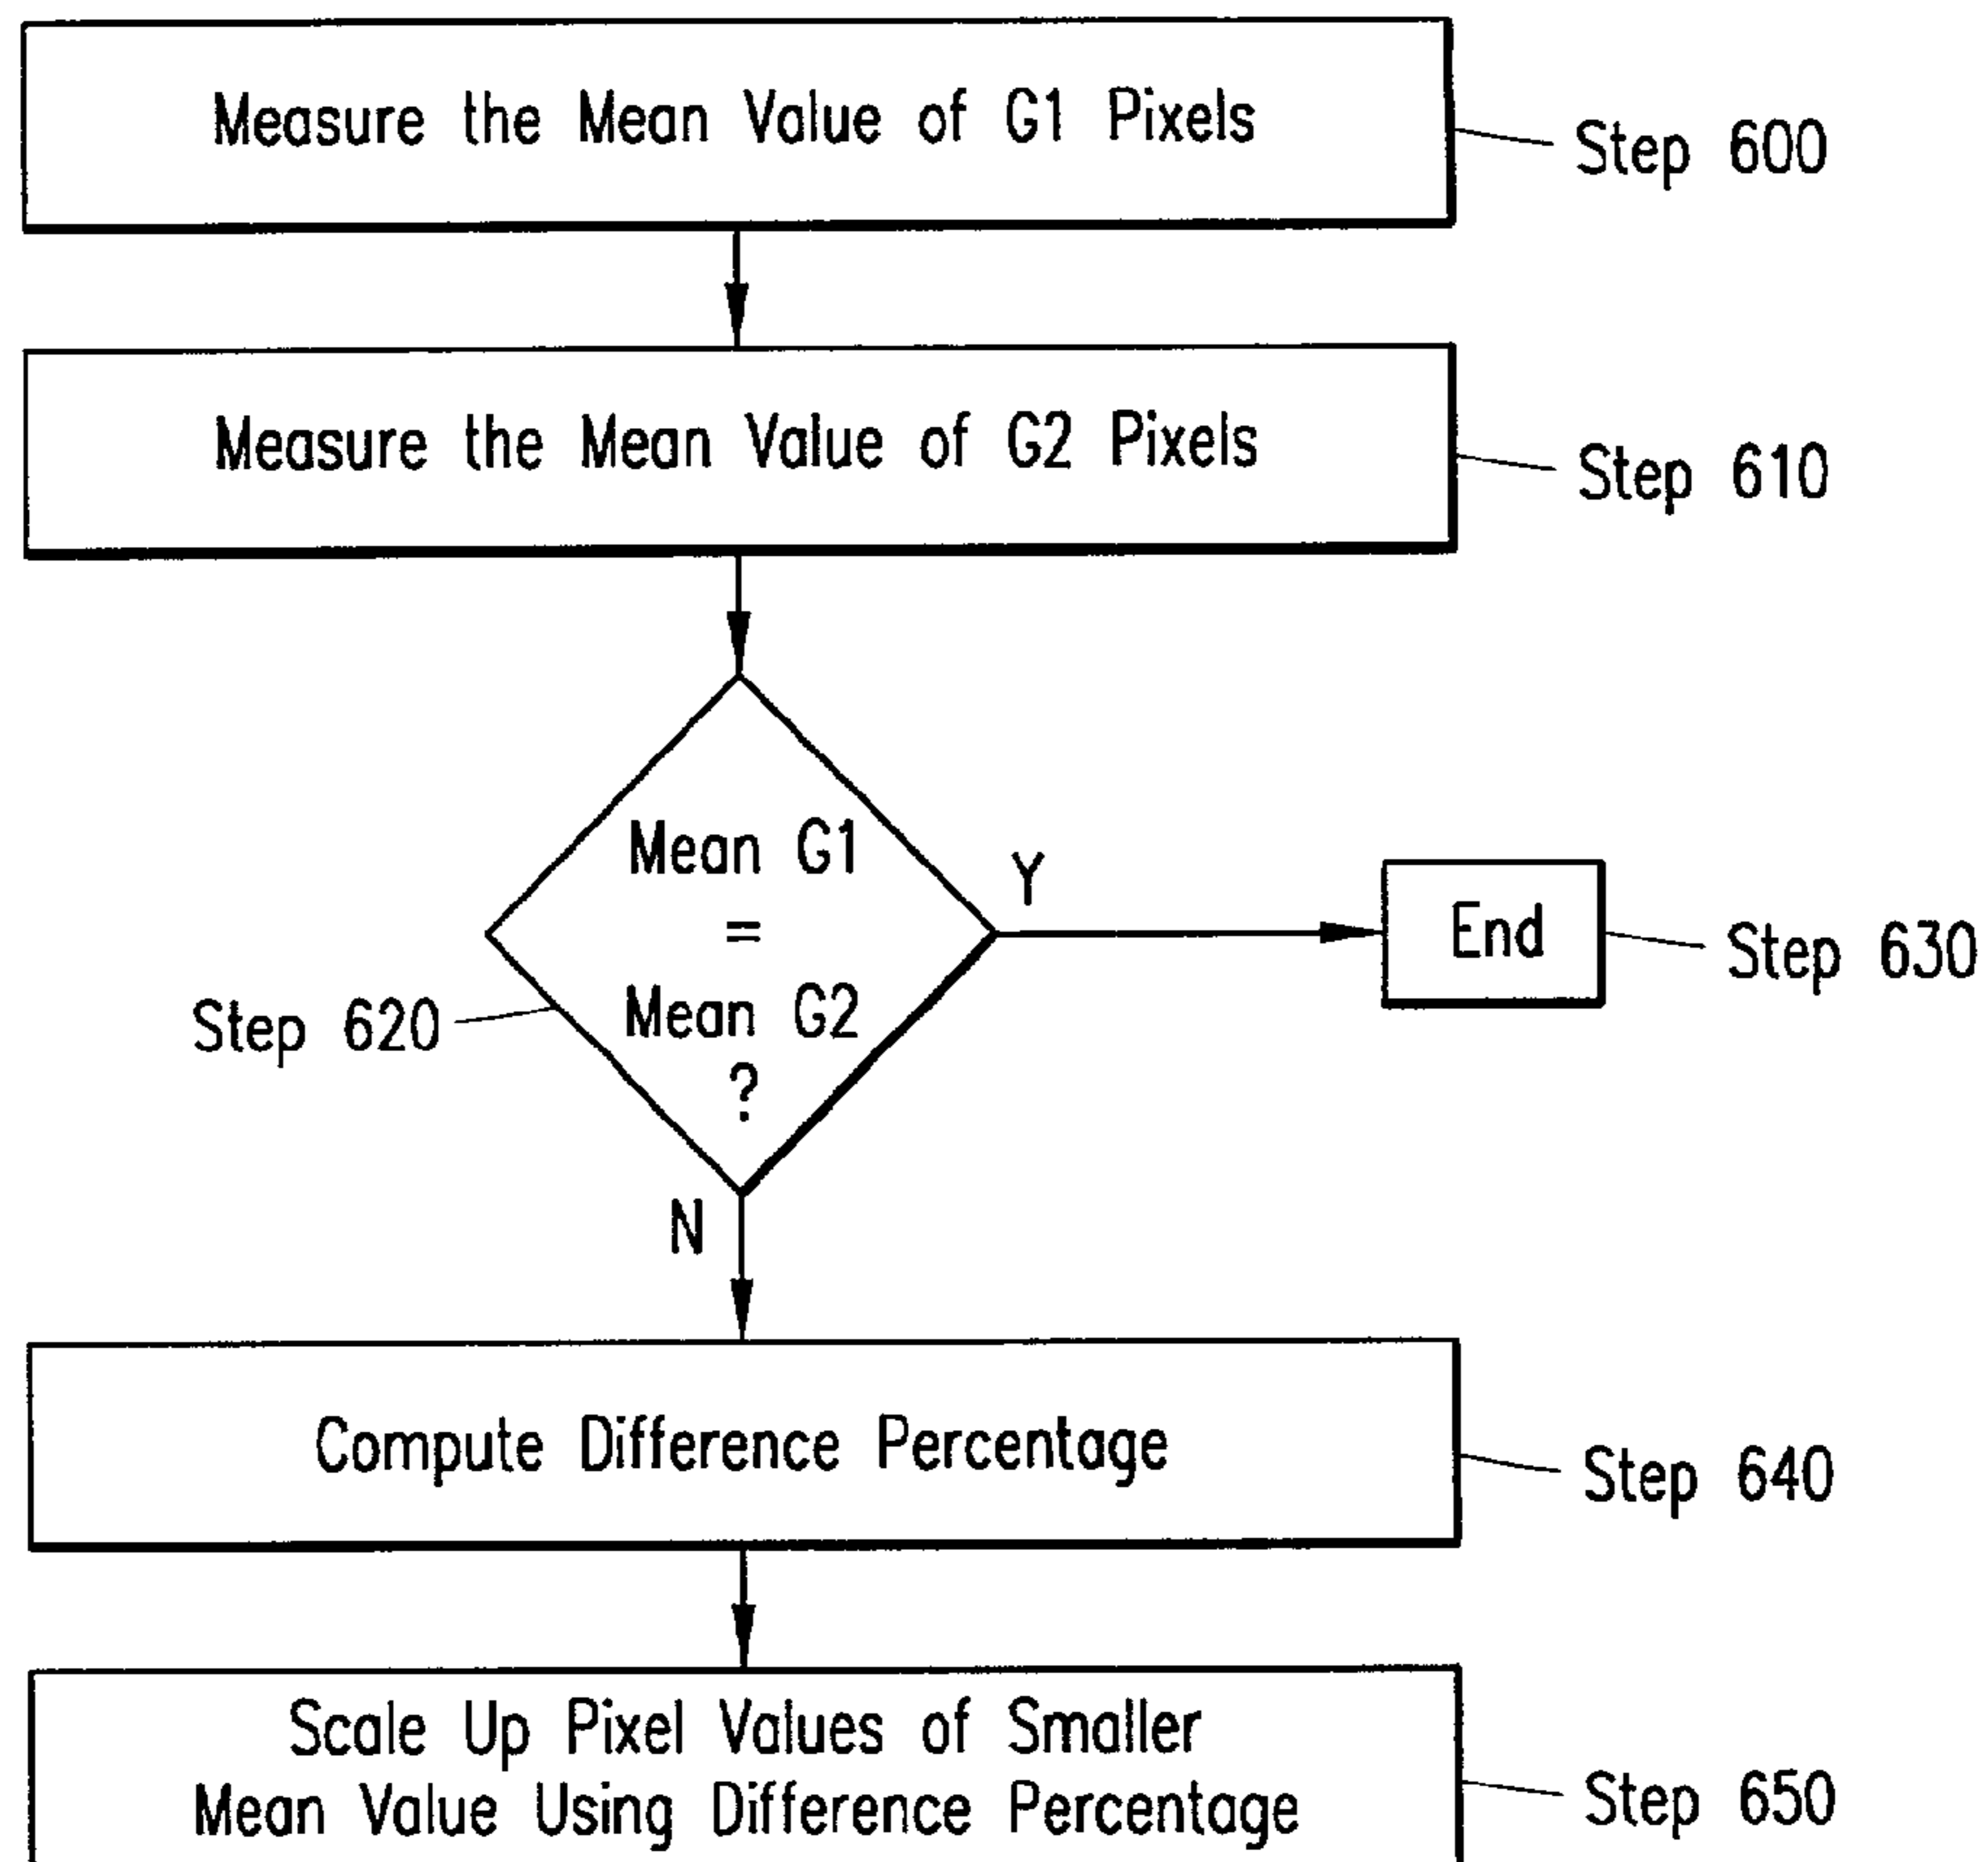 Measure the Mean Value of G1 Pixels
Step 600
Measure the Mean Value of G2 Pixels
Step 610
Mean G1
=
Mean G2
?
Y
End
Step 630
Step 620
N
Compute Difference Percentage
Step 640
Scale Up Pixel Values of Smaller
Mean Value Using Difference Percentage
Step 650